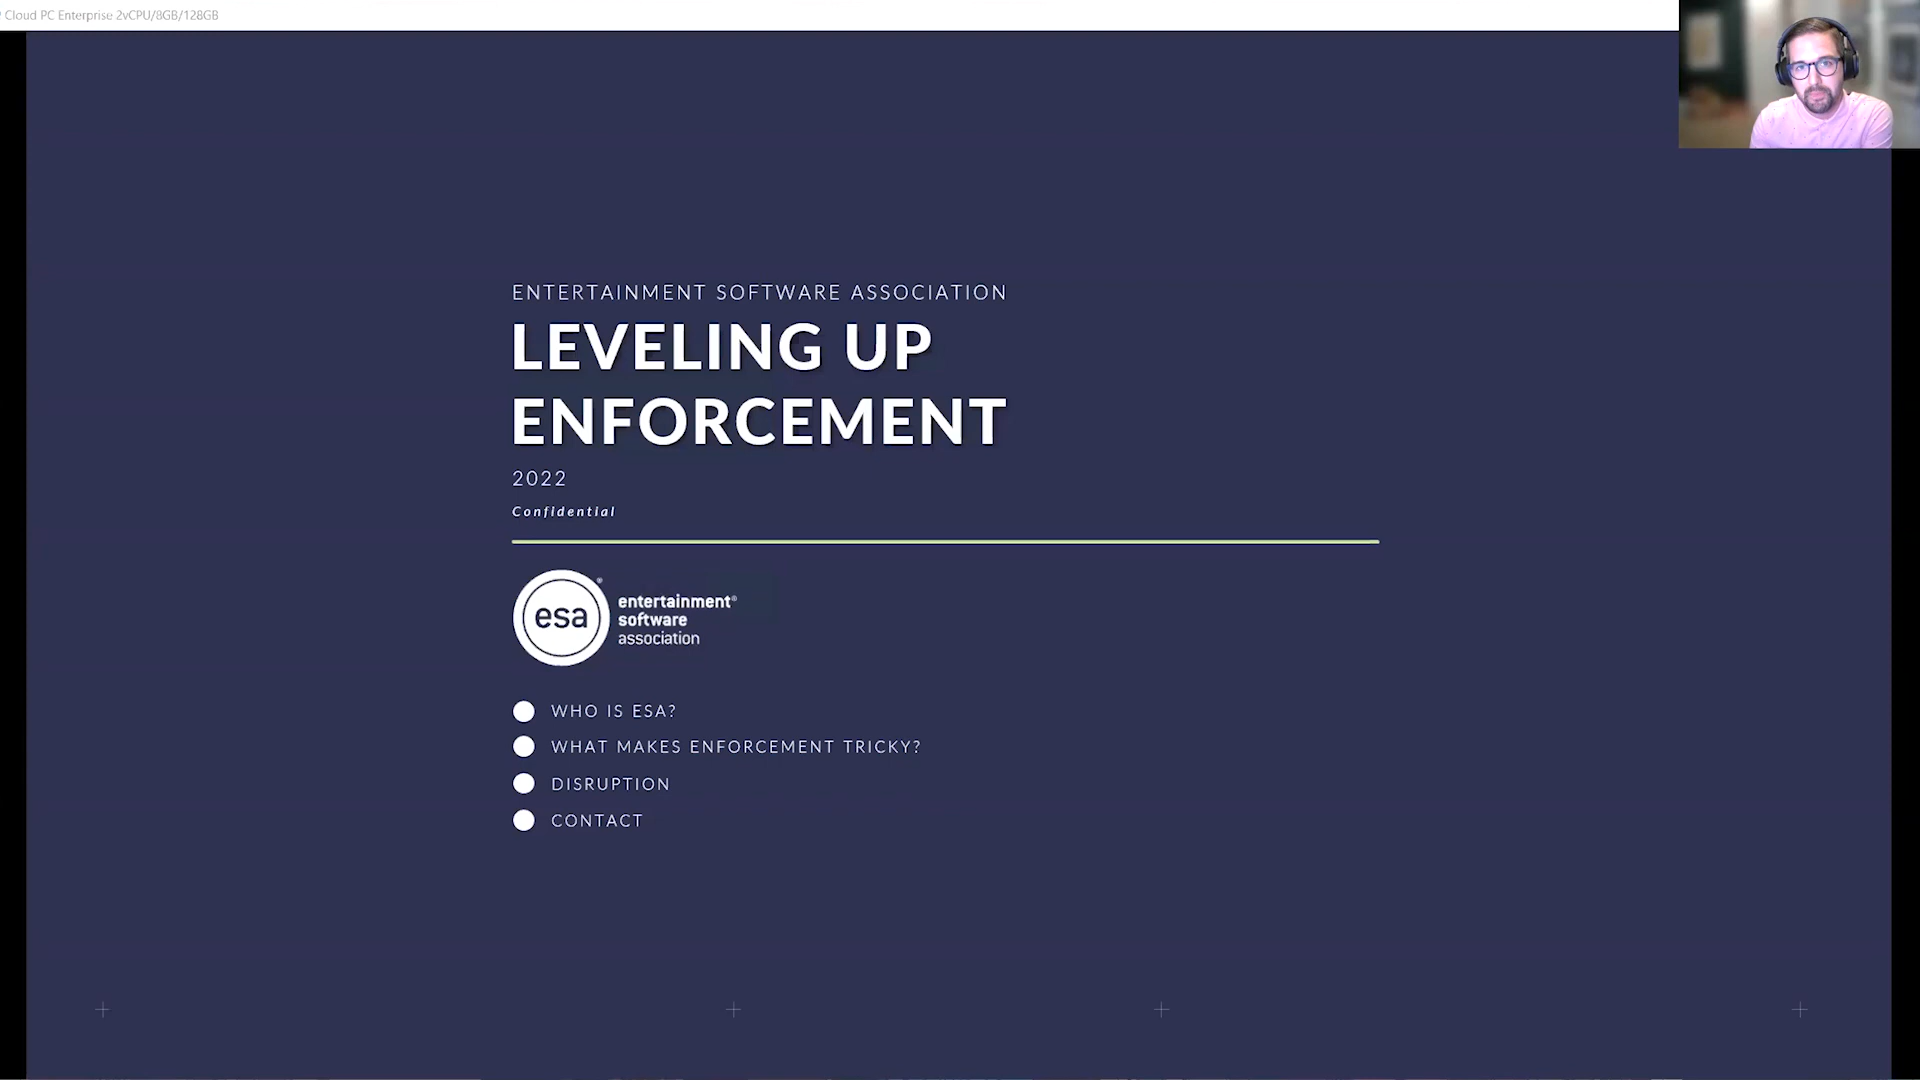 Cloud PC Enterprise 2vCPU/8GB/128GB
ENTERTAINMENT SOFTWARE ASSOCIATION
LEVELING UP
ENFORCEMENT
2022
Confidential
esa
entertainment®
software
association
WHO IS ESA?
WHAT MAKES ENFORCEMENT TRICKY?
DISRUPTION
CONTACT